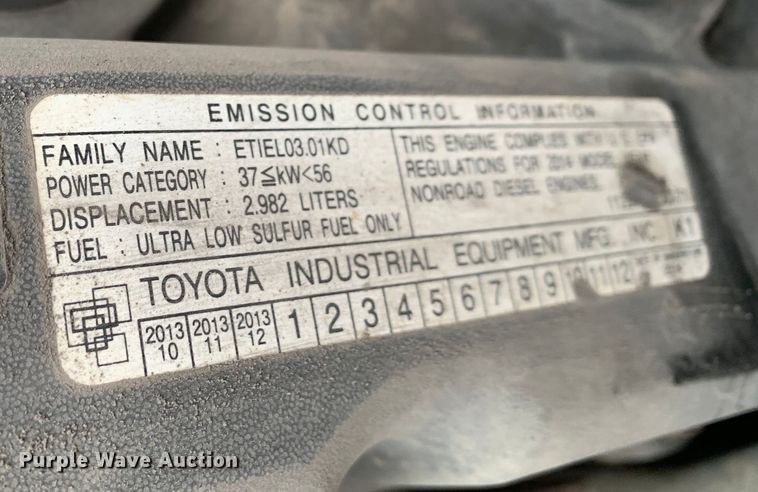 EMISSION CONTROL INFORMATION
FAMILY NAME : ETIEL03.01KD
POWER CATEGORY : 37≦kW<56
DISPLACEMENT : 2.982 LITERS
FUEL : ULTRA LOW SULFUR FUEL ONLY
THIS ENGINE COMPLIES WITH U.S. EPA
REGULATIONS FOR 2014 MODEL
NONROAD DIESEL ENGINES.
TOYOTA INDUSTRIAL EQUIPMENT MFG. INC. K1
2013 10 2013 11 2013 12 1 2 3 4 5 6 7 8 9 10 11 12
Purple Wave Auction